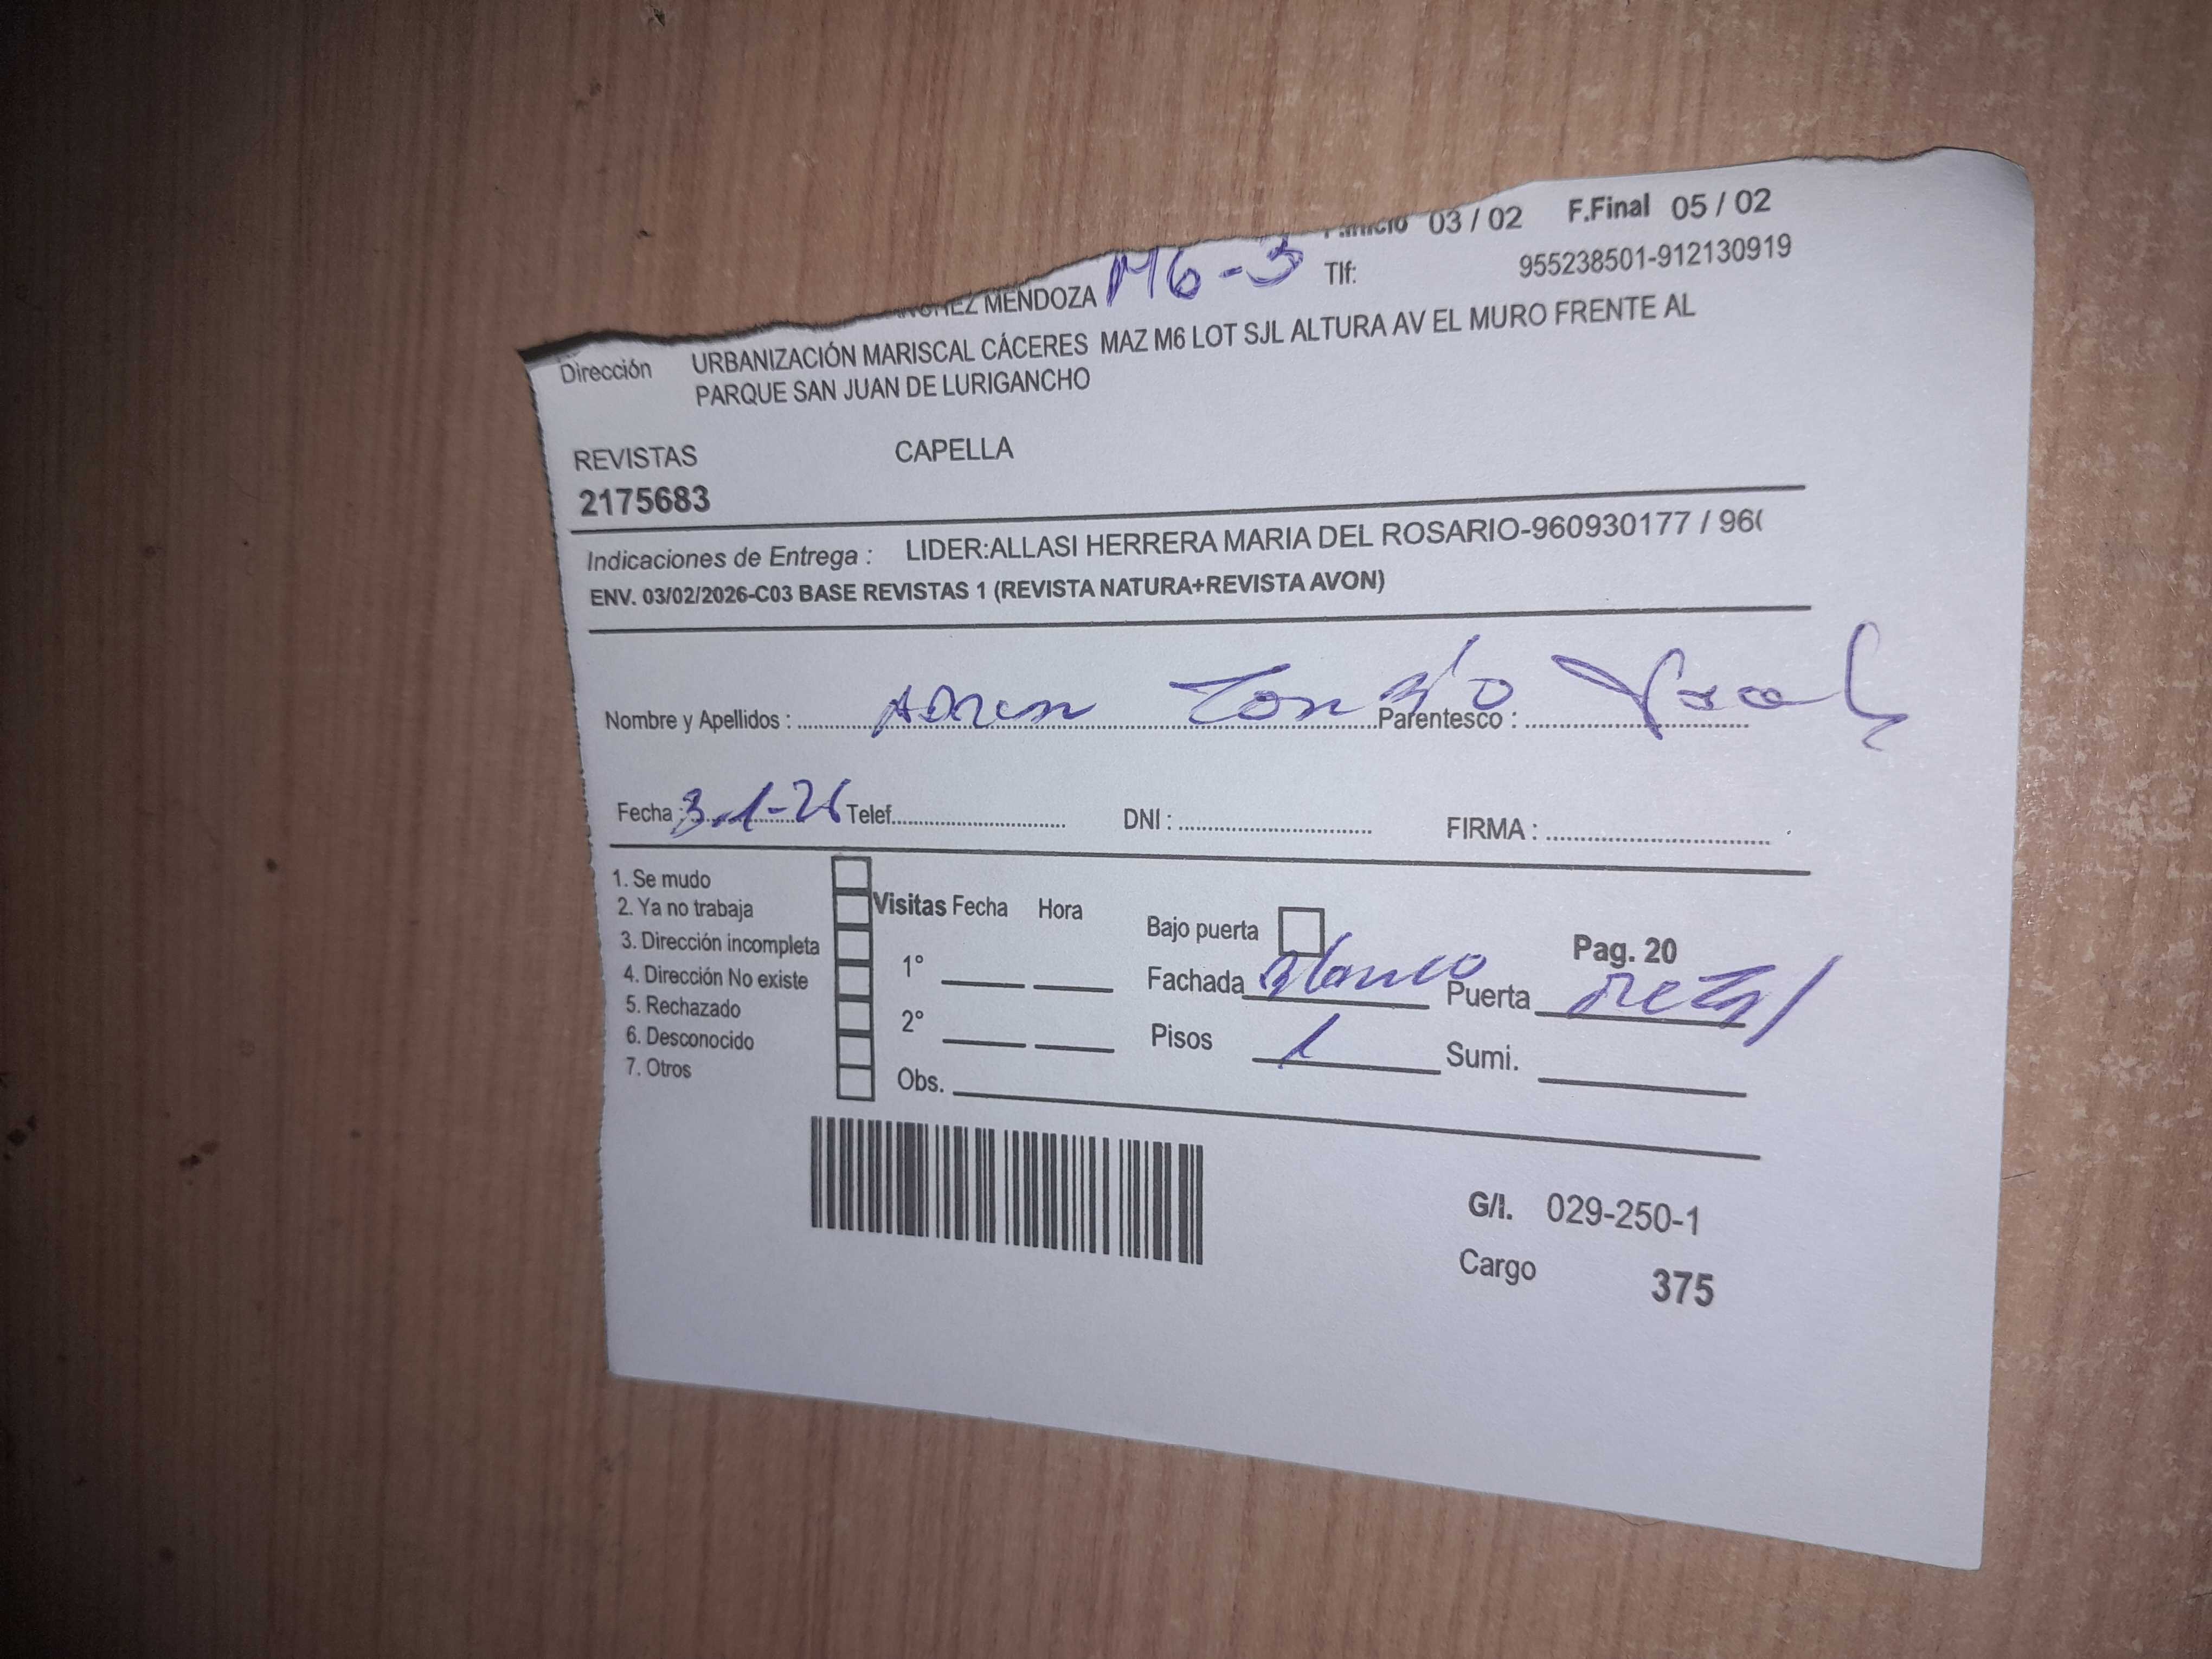 03 / 02 F.Final 05 / 02
MENDOZA M6-3 Tlf: 955238501-912130919
Dirección URBANIZACIÓN MARISCAL CÁCERES MAZ M6 LOT SJL ALTURA AV EL MURO FRENTE AL
PARQUE SAN JUAN DE LURIGANCHO
REVISTAS CAPELLA
2175683
Indicaciones de Entrega : LIDER:ALLASI HERRERA MARIA DEL ROSARIO-960930177 / 96(
ENV. 03/02/2026-C03 BASE REVISTAS 1 (REVISTA NATURA+REVISTA AVON)
Nombre y Apellidos : Parentesco :
Fecha : 3-1-26 Telef. DNI : FIRMA :
1. Se mudo
2. Ya no trabaja Visitas Fecha Hora Bajo puerta
3. Dirección incompleta Pag. 20
4. Dirección No existe 1° Fachada Blanco Puerta Metal
5. Rechazado 2° Pisos 1 Sumi.
6. Desconocido
7. Otros Obs.
G/I. 029-250-1
Cargo 375